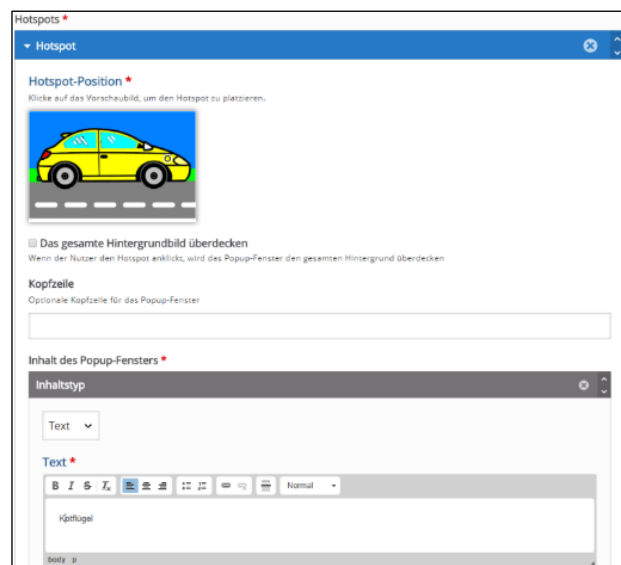 Hotspots *
Hotspot
Hotspot-Position *
Klicke auf das Vorschaubild, um den Hotspot zu platzieren.
Das gesamte Hintergrundbild überdecken
Wenn der Nutzer den Hotspot anklickt, wird das Popup-Fenster den gesamten Hintergrund überdecken
Kopfzeile
Optionale Kopfzeile für das Popup-Fenster
Inhalt des Popup-Fensters *
Inhaltstyp
Text
Text *
B I S Tx Normal
Kotflügel
body p